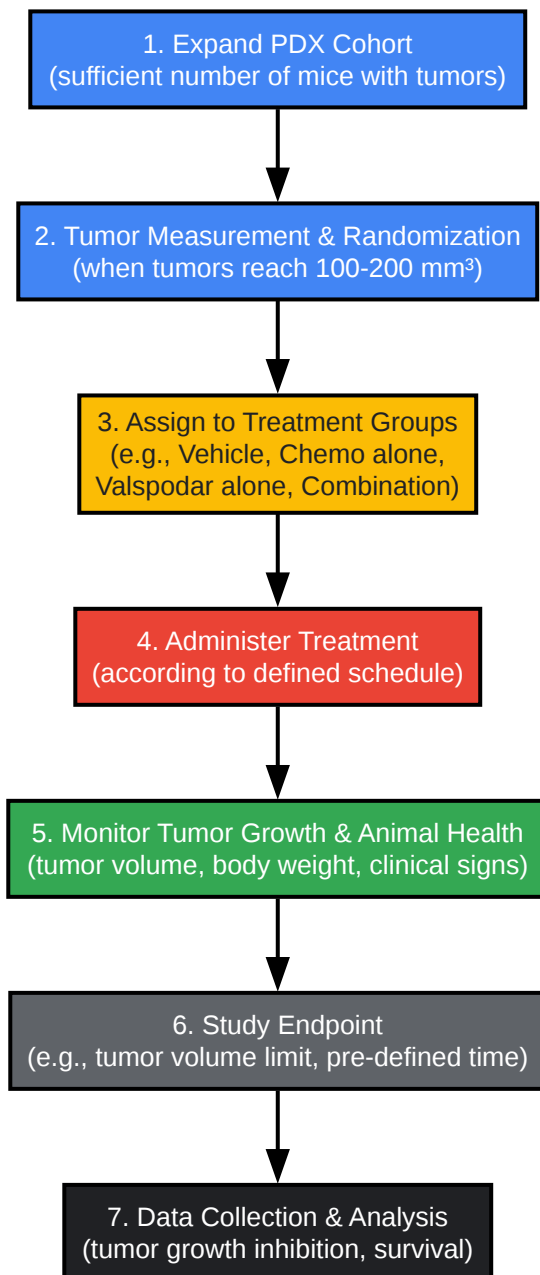 1. Expand PDX Cohort
(sufficient number of mice with tumors)
2. Tumor Measurement & Randomization
(when tumors reach 100-200 mm³)
3. Assign to Treatment Groups
(e.g., Vehicle, Chemo alone,
Valspodar alone, Combination)
4. Administer Treatment
(according to defined schedule)
5. Monitor Tumor Growth & Animal Health
(tumor volume, body weight, clinical signs)
6. Study Endpoint
(e.g., tumor volume limit, pre-defined time)
7. Data Collection & Analysis
(tumor growth inhibition, survival)